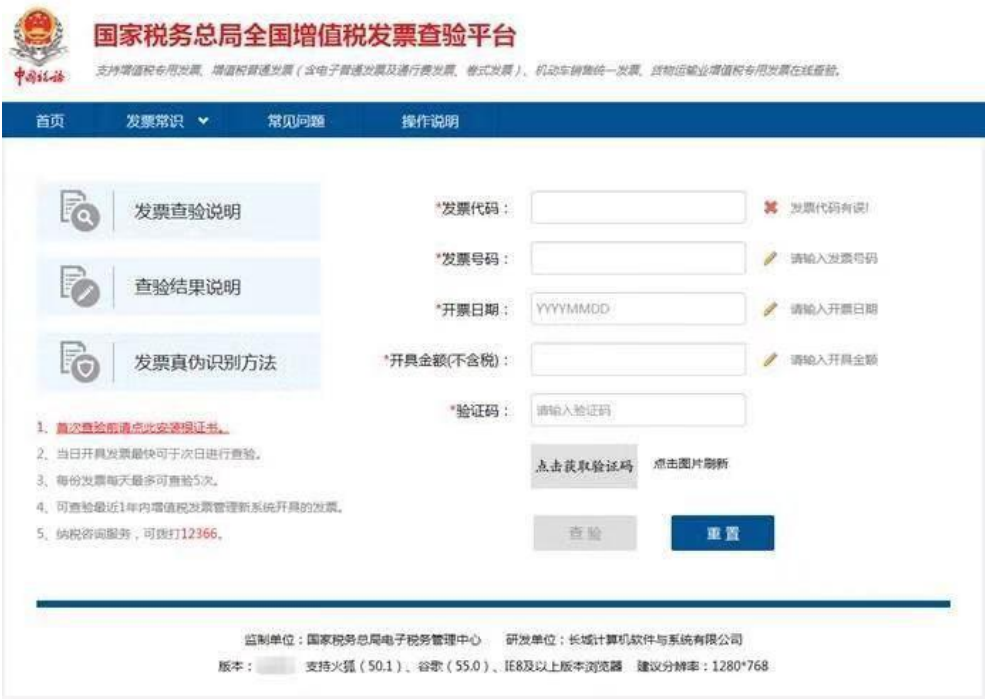 国家税务总局全国增值税发票查验平台
中国税务
支持增值税专用发票、增值税普通发票(含电子普通发票及通行费发票、卷式发票)、机动车销售统一发票、货物运输业增值税专用发票在线查验。
首页 发票常识 常见问题 操作说明
发票查验说明
查验结果说明
发票真伪识别方法
1、首次查验前请点此安装根证书。
2、当日开具发票最快可于次日进行查验。
3、每份发票每天最多可查验5次。
4、可查验最近1年内增值税发票管理新系统开具的发票。
5、纳税咨询服务,可拨打12366。
*发票代码: 发票代码有误!
*发票号码: 请输入发票号码
*开票日期: YYYYMMDD 请输入开票日期
*开具金额(不含税): 请输入开具金额
*验证码: 请输入验证码
点击获取验证码 点击图片刷新
查验 重置
监制单位:国家税务总局电子税务管理中心 研发单位:长城计算机软件与系统有限公司
版本: 支持火狐(50.1)、谷歌(55.0)、IE8及以上版本浏览器 建议分辨率:1280*768